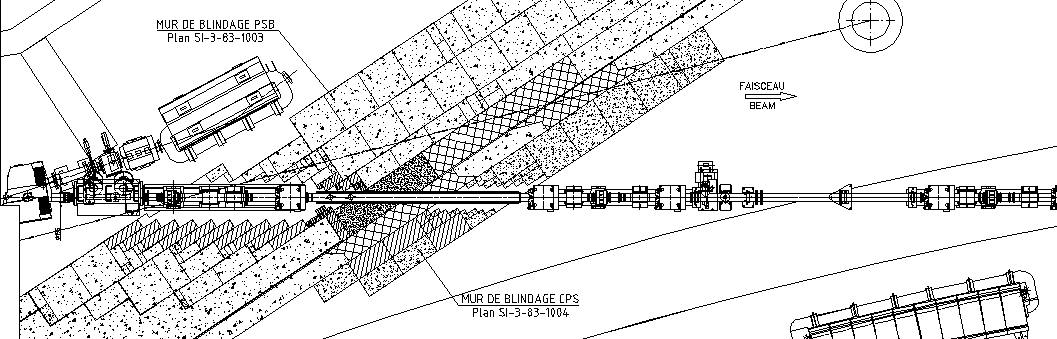 MUR DE BLINDAGE PSB
Plan SI-3-83-1003
FAISCEAU
BEAM
MUR DE BLINDAGE CPS
Plan SI-3-83-1004